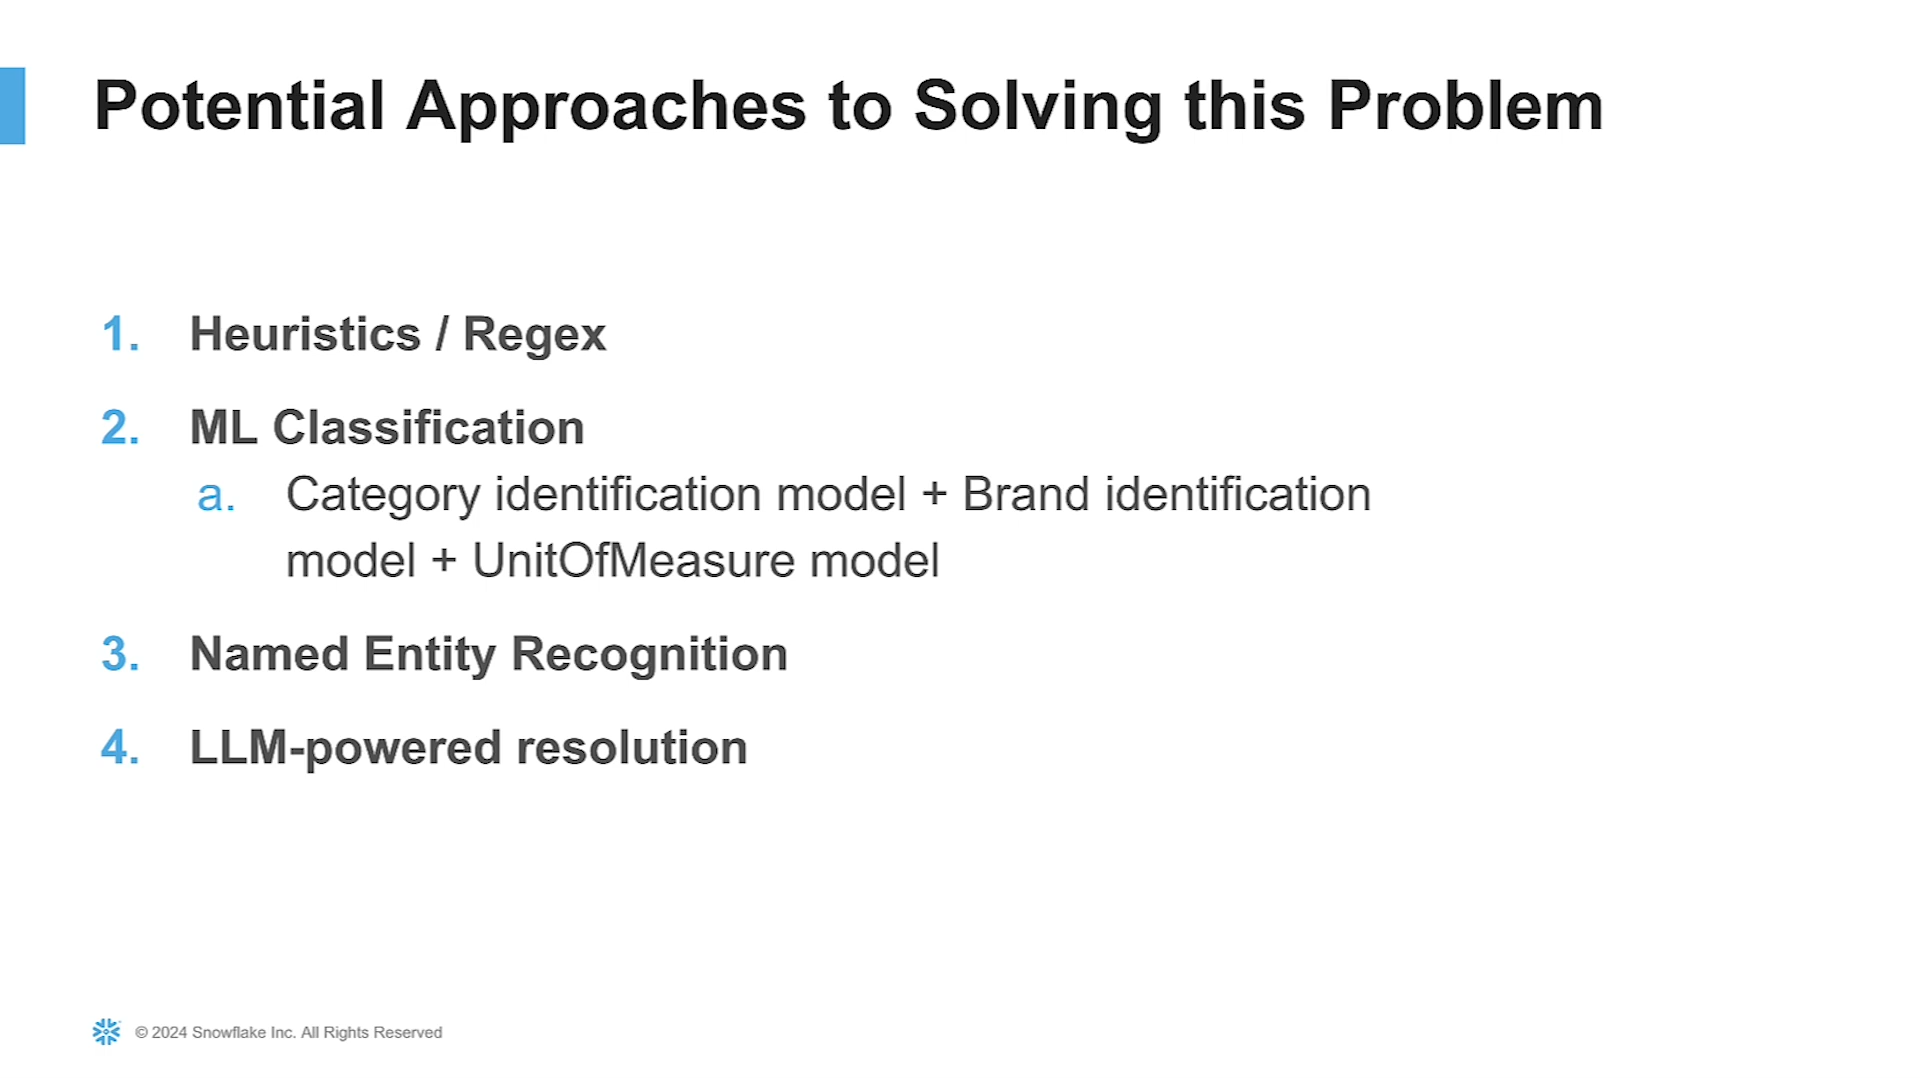 Potential Approaches to Solving this Problem
1. Heuristics / Regex
2. ML Classification
a. Category identification model + Brand identification
model + UnitOfMeasure model
3. Named Entity Recognition
4. LLM-powered resolution
© 2024 Snowflake Inc. All Rights Reserved